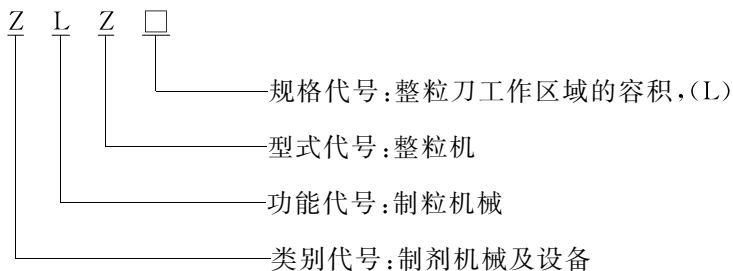 Z L Z □
规格代号:整粒刀工作区域的容积,(L)
型式代号:整粒机
功能代号:制粒机械
类别代号:制剂机械及设备